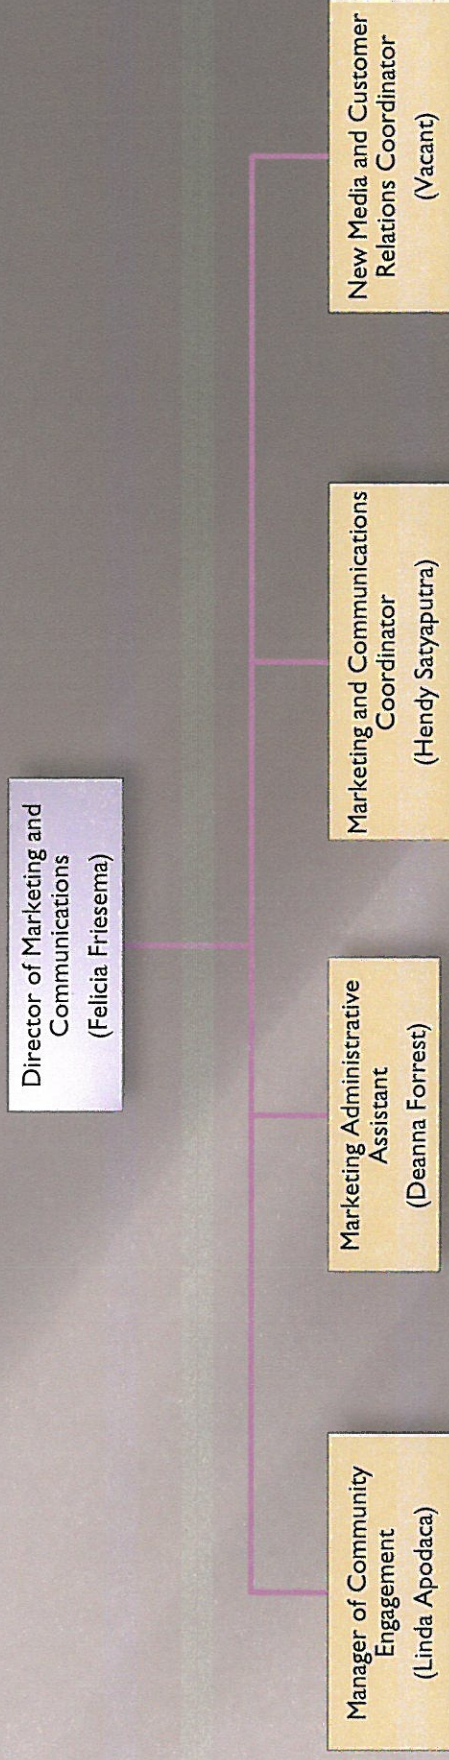 Director of Marketing and
Communications
(Felicia Friesema)
Manager of Community
Engagement
(Linda Apodaca)
Marketing Administrative
Assistant
(Deanna Forrest)
Marketing and Communications
Coordinator
(Hendy Satyaputra)
New Media and Customer
Relations Coordinator
(Vacant)